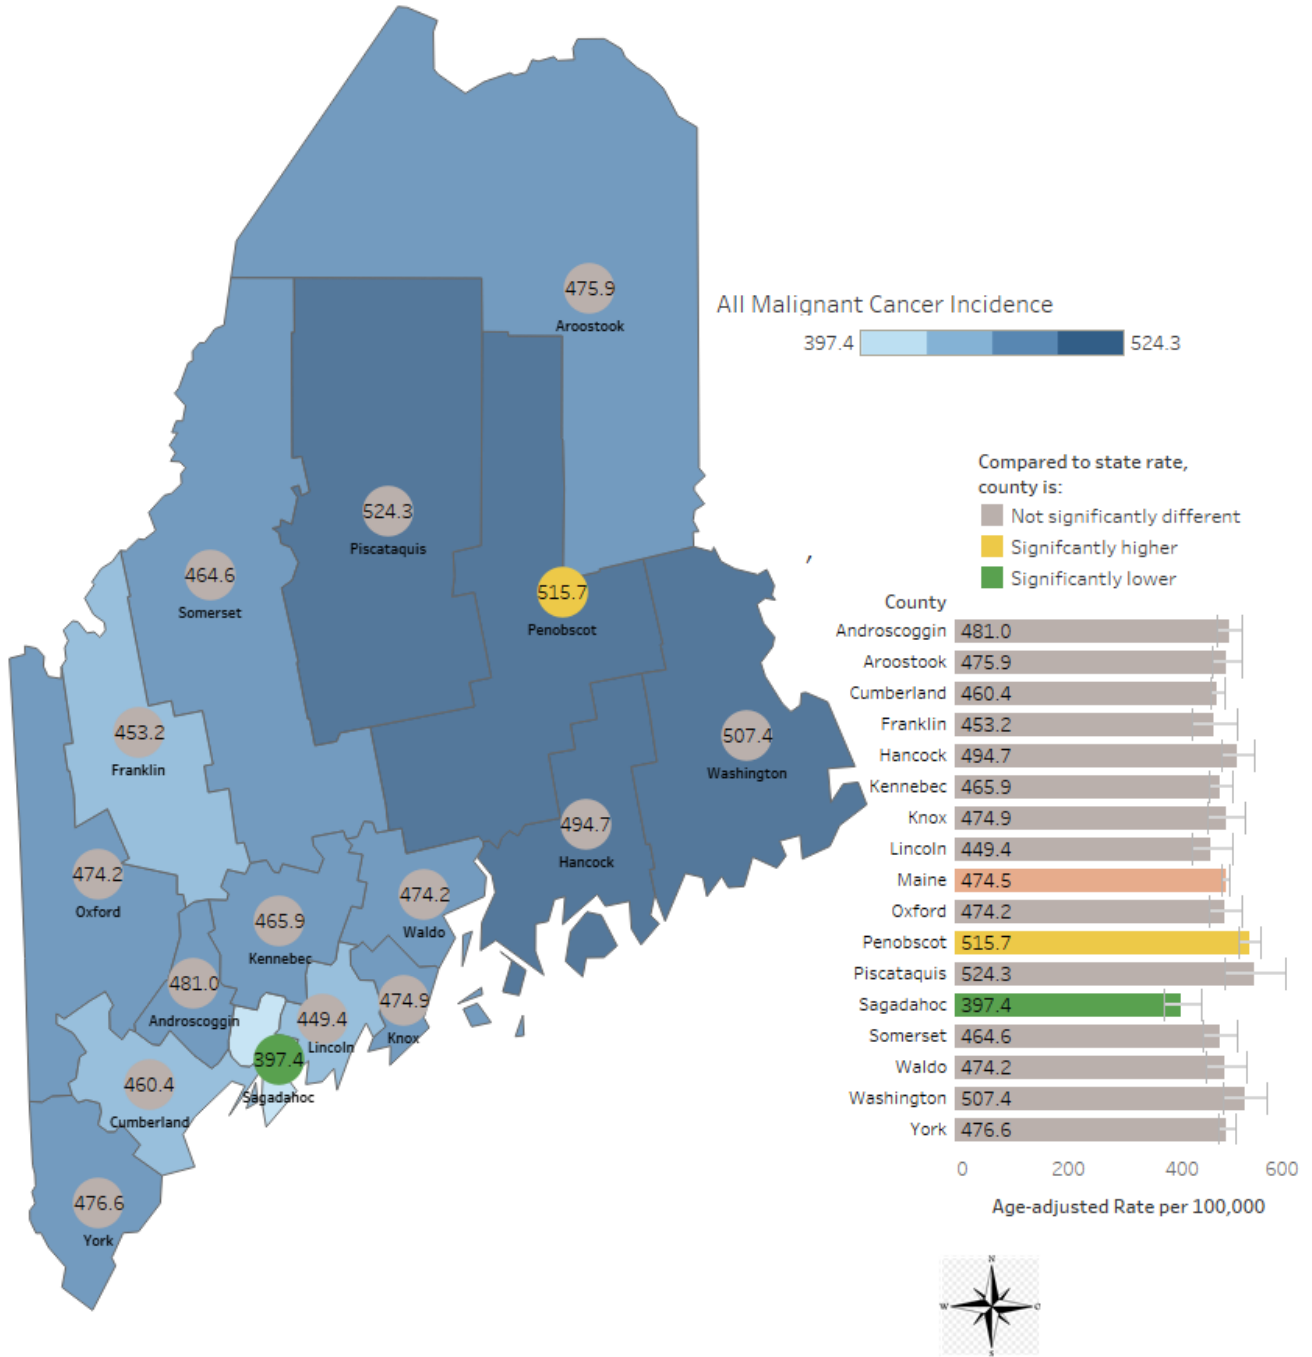 475.9
Aroostook
All Malignant Cancer Incidence
397.4 524.3
Compared to state rate,
county is:
Not significantly different
Signifcantly higher
Significantly lower
524.3
Piscataquis
464.6
Somerset
515.7
Penobscot
453.2
Franklin
507.4
Washington
494.7
Hancock
474.2
Oxford
474.2
Waldo
465.9
Kennebec
481.0
Androscoggin
474.9
Knox
449.4
Lincoln
397.4
Sagadahoc
460.4
Cumberland
476.6
York
County
Androscoggin 481.0
Aroostook 475.9
Cumberland 460.4
Franklin 453.2
Hancock 494.7
Kennebec 465.9
Knox 474.9
Lincoln 449.4
Maine 474.5
Oxford 474.2
Penobscot 515.7
Piscataquis 524.3
Sagadahoc 397.4
Somerset 464.6
Waldo 474.2
Washington 507.4
York 476.6
0 200 400 600
Age-adjusted Rate per 100,000
N
W O
S